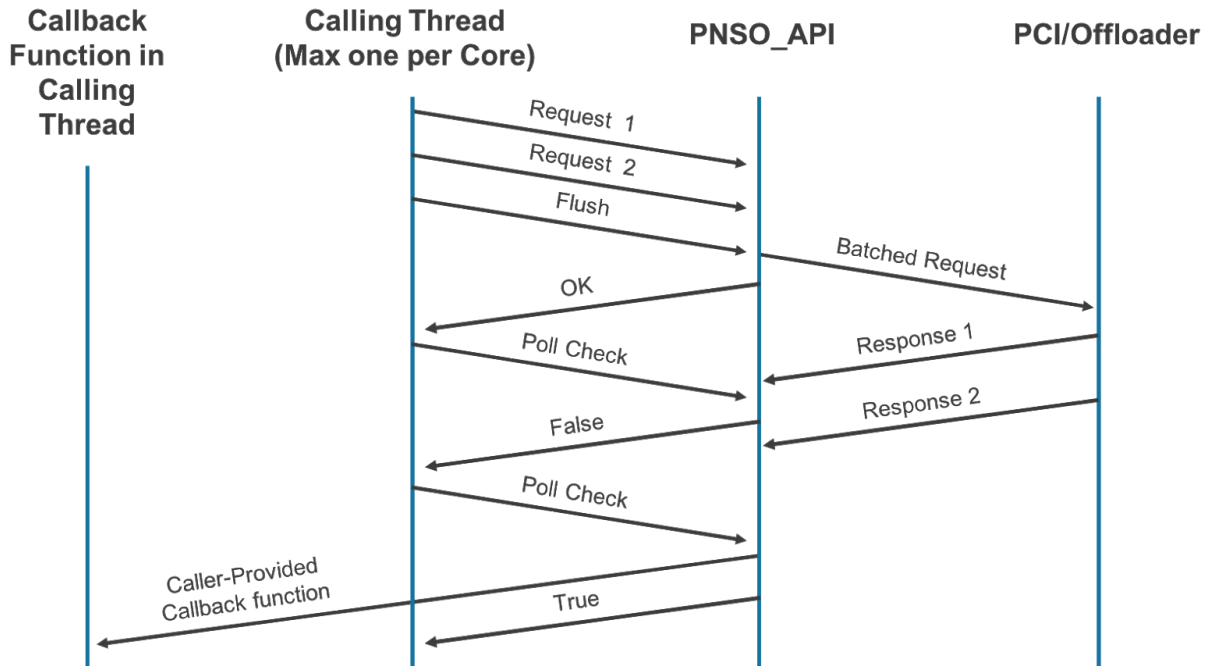 Callback
Function in
Calling
Thread
Calling Thread
(Max one per Core)
PNSO_API
PCI/Offloader
Request 1
Request 2
Flush
Batched Request
OK
Response 1
Poll Check
Response 2
False
Poll Check
Caller-Provided
Callback function
True